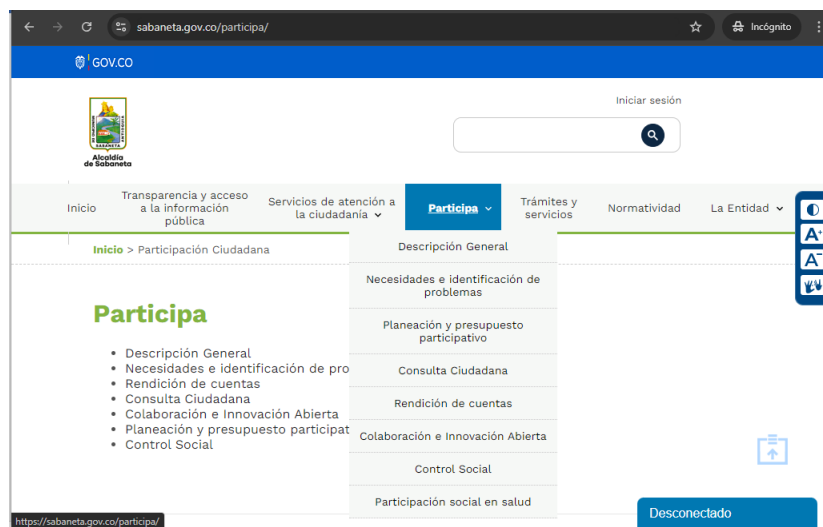 sabaneta.gov.co/participa/
Incógnito
GOV.CO
Iniciar sesión
SABANETA
Alcaldía
de Sabaneta
Inicio
Transparencia y acceso
a la información
pública
Servicios de atención a
la ciudadanía
Participa
Trámites y
servicios
Normatividad
La Entidad
A+
A-
Inicio > Participación Ciudadana
Descripción General
Necesidades e identificación de
problemas
Planeación y presupuesto
participativo
Consulta Ciudadana
Rendición de cuentas
Colaboración e Innovación Abierta
Control Social
Participación social en salud
Participa
Descripción General
Necesidades e identificación de pro
Rendición de cuentas
Consulta Ciudadana
Colaboración e Innovación Abierta
Planeación y presupuesto participat
Control Social
https://sabaneta.gov.co/participa/
Desconectado